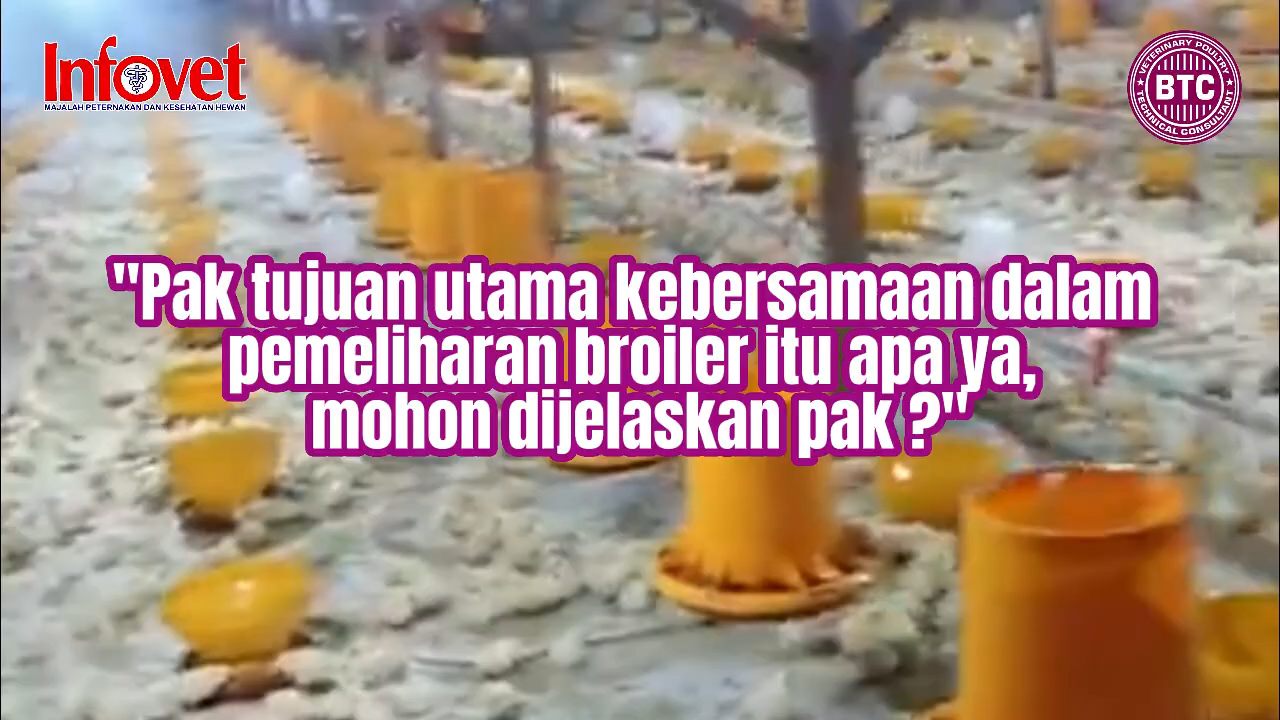 Infovet
MAJALAH PETERNAKAN DAN KESEHATAN HEWAN
VETERINARY POULTRY
BTC
TECHNICAL CONSULTANT
"Pak tujuan utama kebersamaan dalam
pemeliharan broiler itu apa ya,
mohon dijelaskan pak ?"